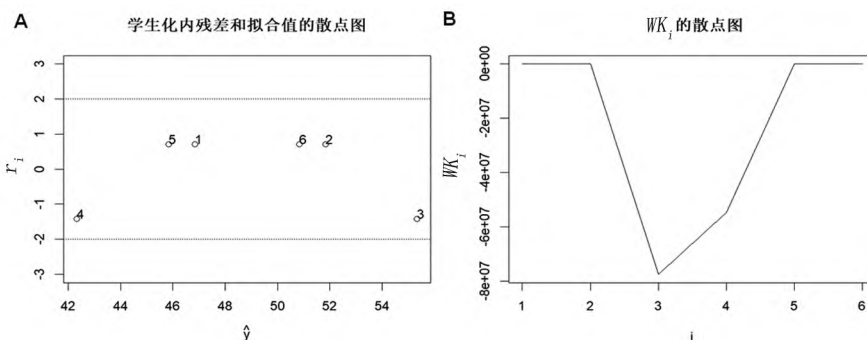 A
学生化内残差和拟合值的散点图
r_i
3
2
1
0
-1
-2
-3
5 1 6 2
4 3
42 44 46 48 50 52 54
ŷ
B
WK_i 的散点图
WK_i
0e+00
-2e+07
-4e+07
-6e+07
-8e+07
1 2 3 4 5 6
i